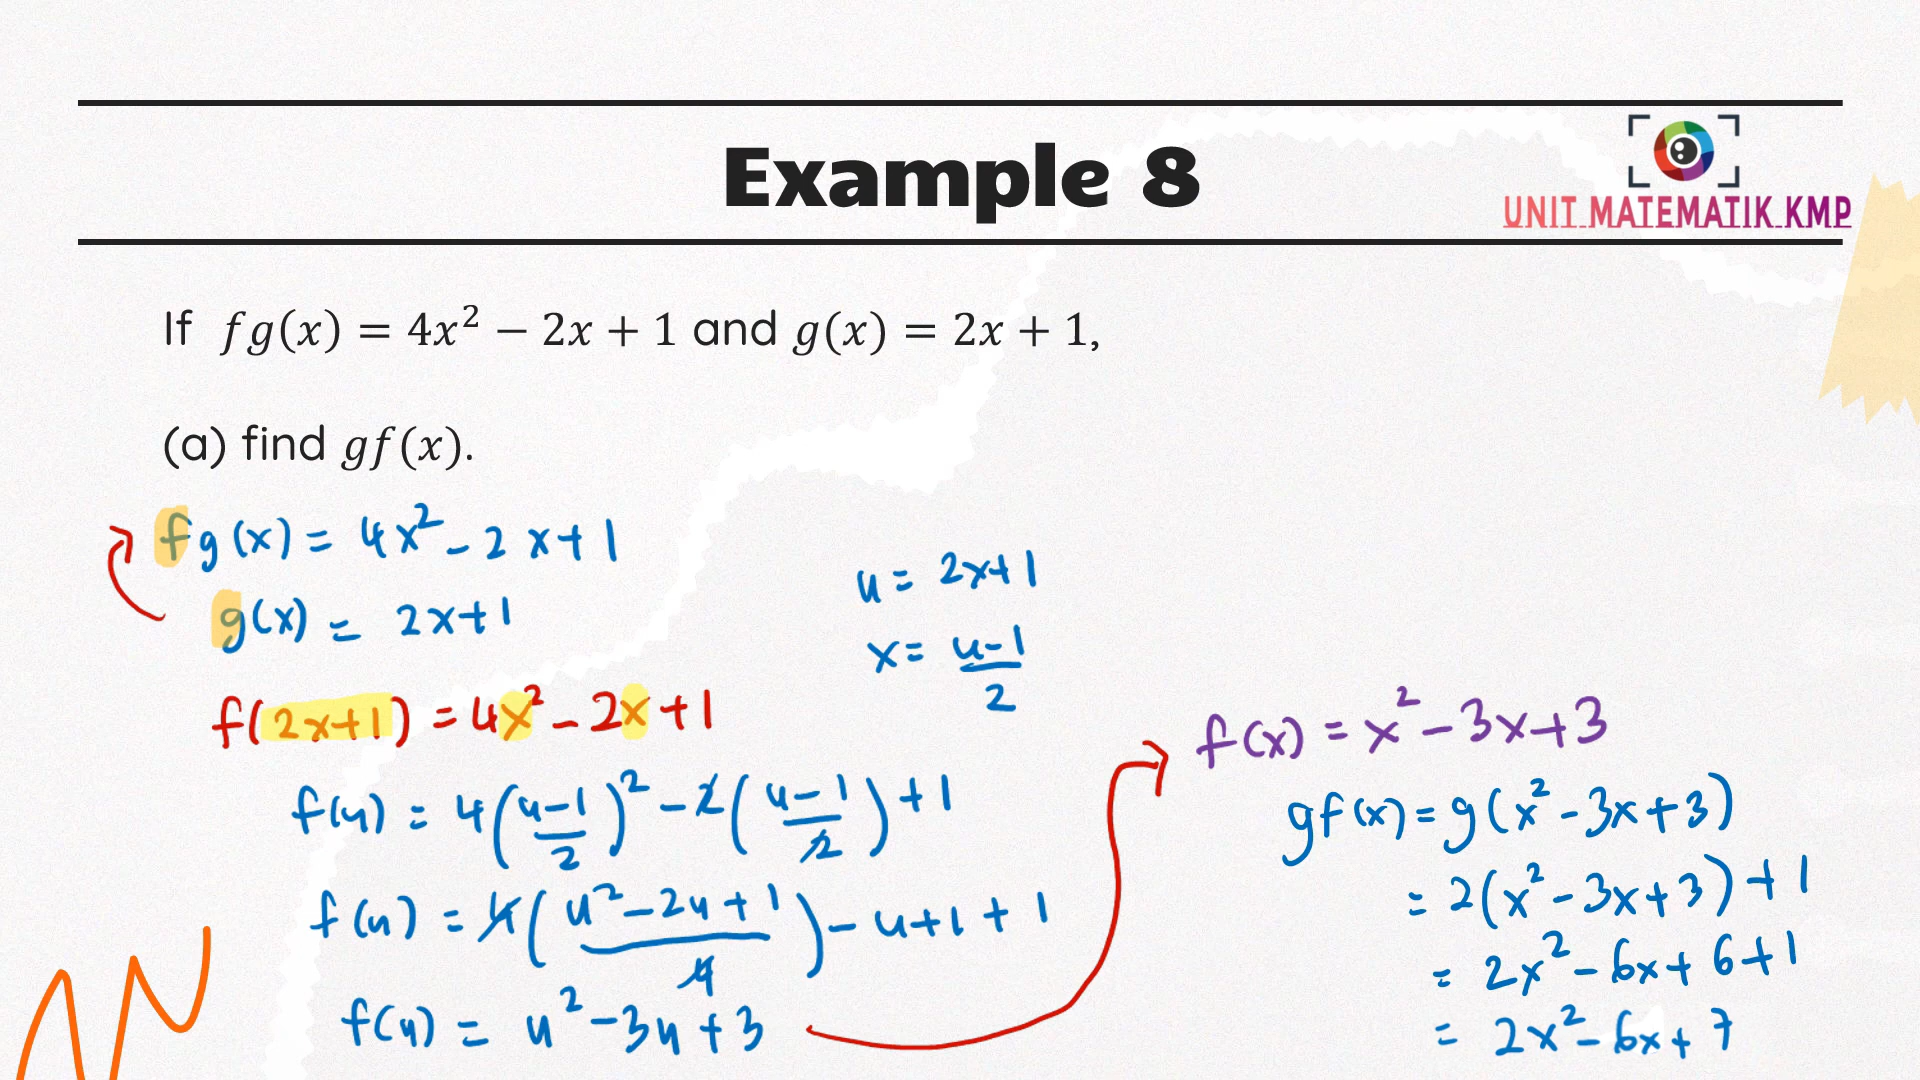 Example 8
UNIT MATEMATIK KMP
If fg(x) = 4x² − 2x + 1 and g(x) = 2x + 1,
(a) find gf(x).
fg(x) = 4x² - 2x + 1
g(x) = 2x+1
f(2x+1) = 4x² - 2x + 1
u = 2x+1
x = (u-1)/2
f(u) = 4((u-1)/2)² - 2((u-1)/2) + 1
f(u) = 4((u²-2u+1)/4) - u+1+1
f(u) = u² - 3u + 3
f(x) = x² - 3x + 3
gf(x) = g(x² - 3x + 3)
= 2(x² - 3x + 3) + 1
= 2x² - 6x + 6 + 1
= 2x² - 6x + 7